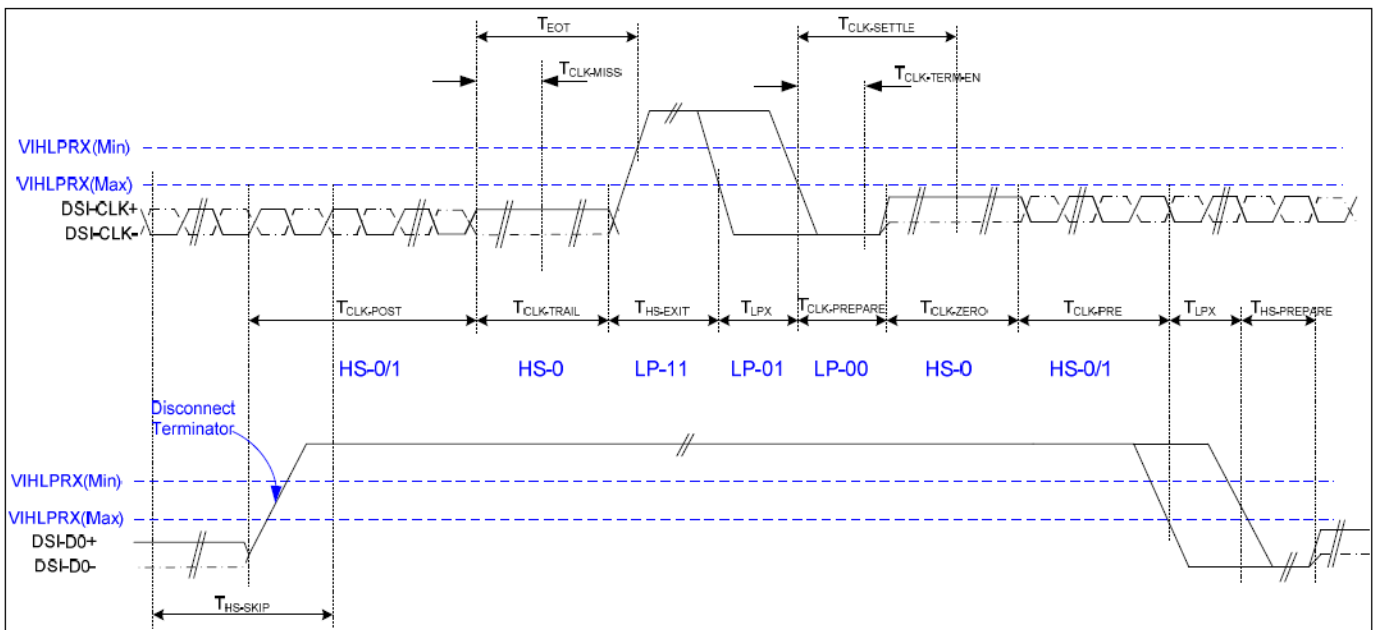 TEOT
TCLK-SETTLE
TCLK-MISS
TCLK-TERM-EN
VIHLPRX(Min)
VIHLPRX(Max)
DSI-CLK+
DSI-CLK-
TCLK-POST
TCLK-TRAIL
THS-EXIT
TLPX
TCLK-PREPARE
TCLK-ZERO
TCLK-PRE
TLPX
THS-PREPARE
HS-0/1
HS-0
LP-11
LP-01
LP-00
HS-0
HS-0/1
Disconnect
Terminator
VIHLPRX(Min)
VIHLPRX(Max)
DSI-D0+
DSI-D0-
THS-SKIP